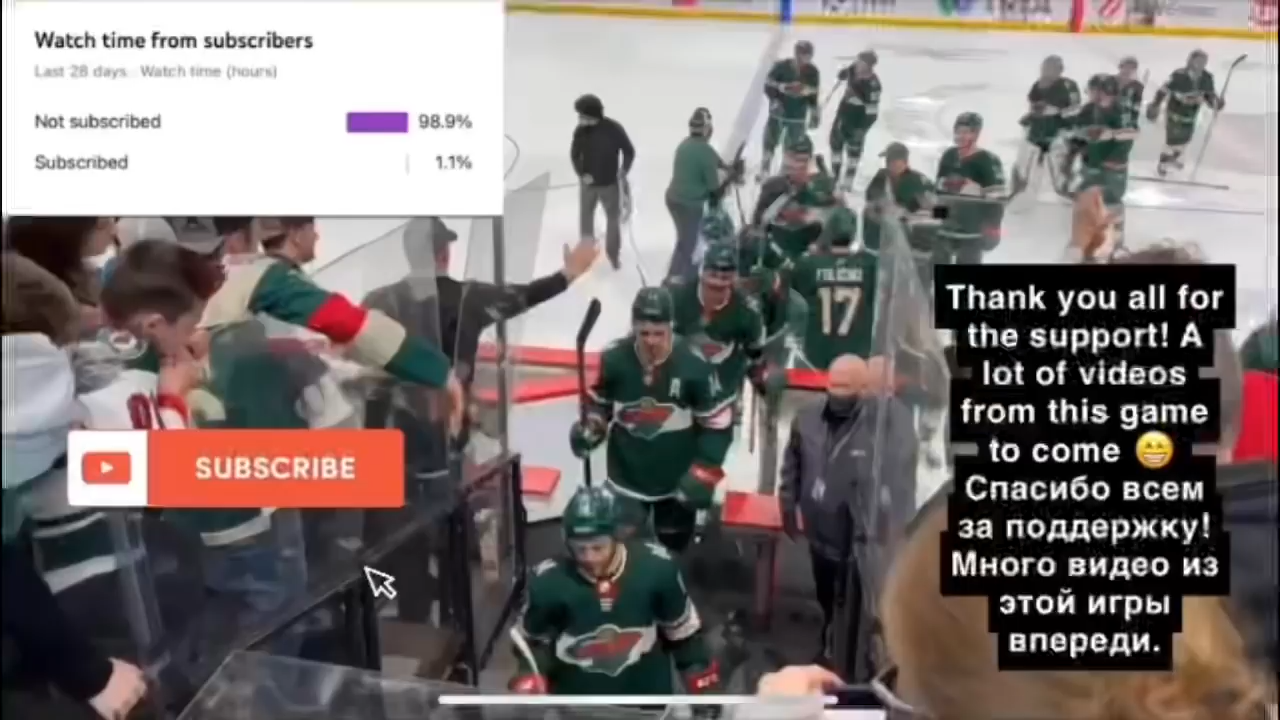 Watch time from subscribers
Last 28 days · Watch time (hours)
Not subscribed 98.9%
Subscribed 1.1%
17
SUBSCRIBE
Thank you all for
the support! A
lot of videos
from this game
to come 😁
Спасибо всем
за поддержку!
Много видео из
этой игры
впереди.